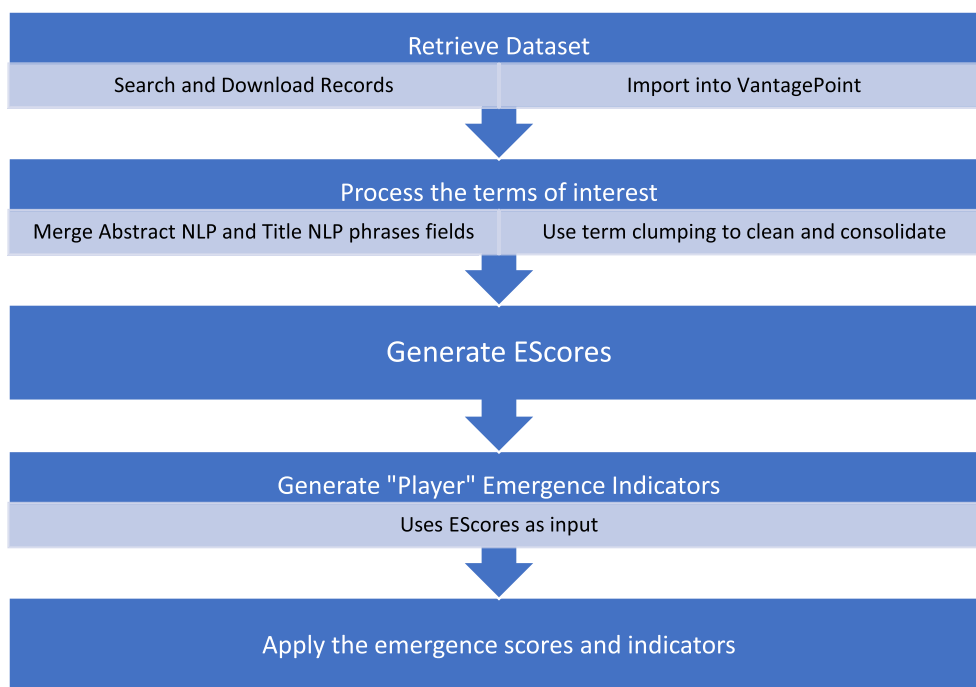 Retrieve Dataset
Search and Download Records
Import into VantagePoint
Process the terms of interest
Merge Abstract NLP and Title NLP phrases fields
Use term clumping to clean and consolidate
Generate EScores
Generate "Player" Emergence Indicators
Uses EScores as input
Apply the emergence scores and indicators